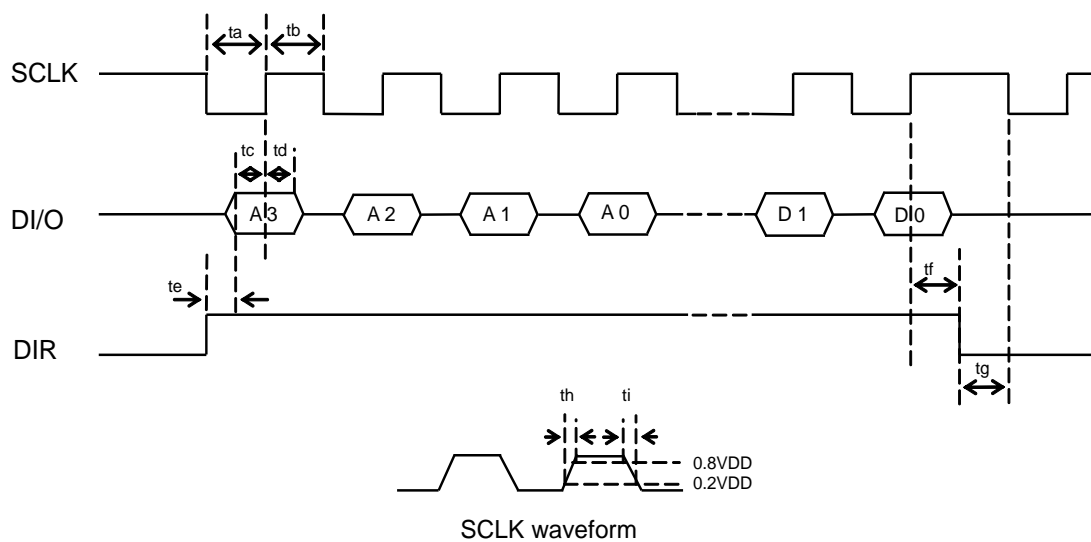 ta tb
SCLK
tc td
DI/O A 3 A 2 A 1 A 0 D 1 D 0
te tf
DIR
tg
th ti
0.8VDD
0.2VDD
SCLK waveform